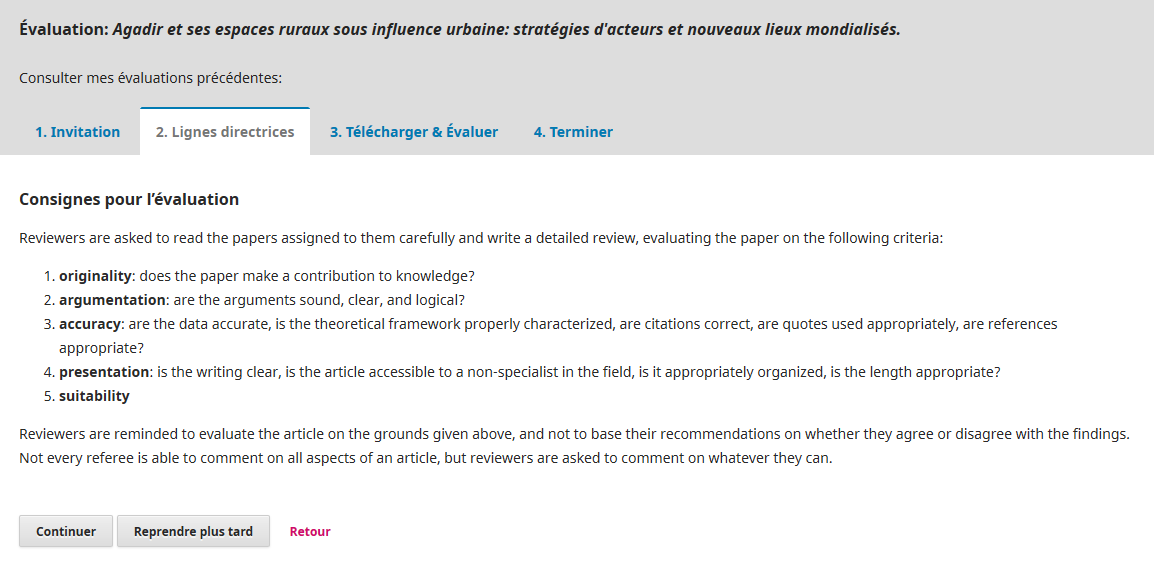 Évaluation: Agadir et ses espaces ruraux sous influence urbaine: stratégies d'acteurs et nouveaux lieux mondialisés.
Consulter mes évaluations précédentes:
1. Invitation
2. Lignes directrices
3. Télécharger & Évaluer
4. Terminer
Consignes pour l’évaluation
Reviewers are asked to read the papers assigned to them carefully and write a detailed review, evaluating the paper on the following criteria:
1. originality: does the paper make a contribution to knowledge?
2. argumentation: are the arguments sound, clear, and logical?
3. accuracy: are the data accurate, is the theoretical framework properly characterized, are citations correct, are quotes used appropriately, are references
appropriate?
4. presentation: is the writing clear, is the article accessible to a non-specialist in the field, is it appropriately organized, is the length appropriate?
5. suitability
Reviewers are reminded to evaluate the article on the grounds given above, and not to base their recommendations on whether they agree or disagree with the findings.
Not every referee is able to comment on all aspects of an article, but reviewers are asked to comment on whatever they can.
Continuer
Reprendre plus tard
Retour